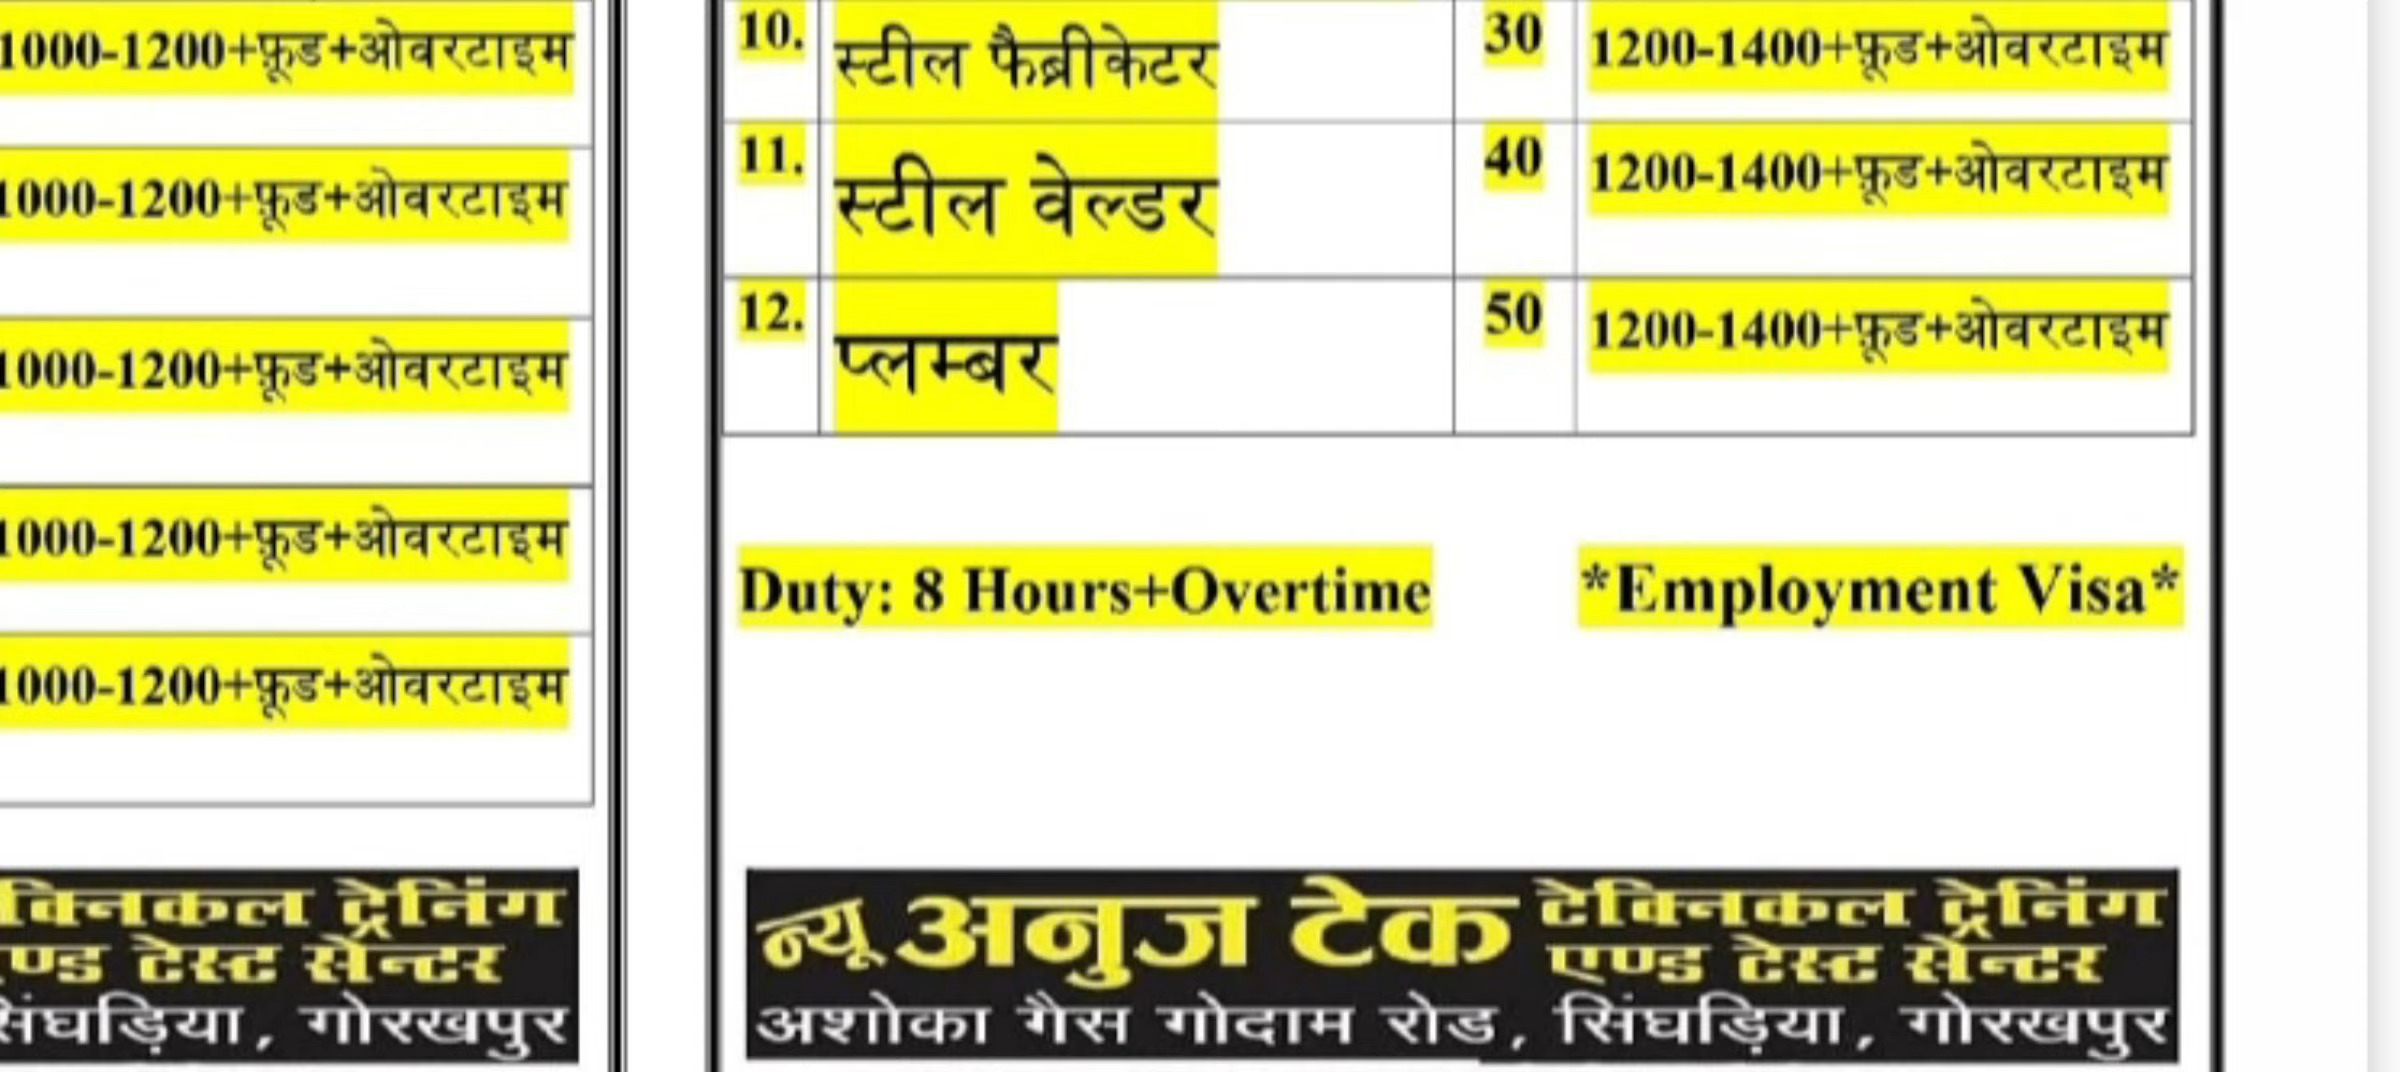 1000-1200+फ़ूड+ओवरटाइम
1000-1200+फ़ूड+ओवरटाइम
1000-1200+फ़ूड+ओवरटाइम
1000-1200+फ़ूड+ओवरटाइम
1000-1200+फ़ूड+ओवरटाइम
क्निकल ट्रेनिंग
एण्ड टेस्ट सेन्टर
सिंघड़िया, गोरखपुर
10. स्टील फैब्रीकेटर 30 1200-1400+फ़ूड+ओवरटाइम
11. स्टील वेल्डर 40 1200-1400+फ़ूड+ओवरटाइम
12. प्लम्बर 50 1200-1400+फ़ूड+ओवरटाइम
Duty: 8 Hours+Overtime *Employment Visa*
न्यू अनुज टेक टेक्निकल ट्रेनिंग
एण्ड टेस्ट सेन्टर
अशोका गैस गोदाम रोड, सिंघड़िया, गोरखपुर